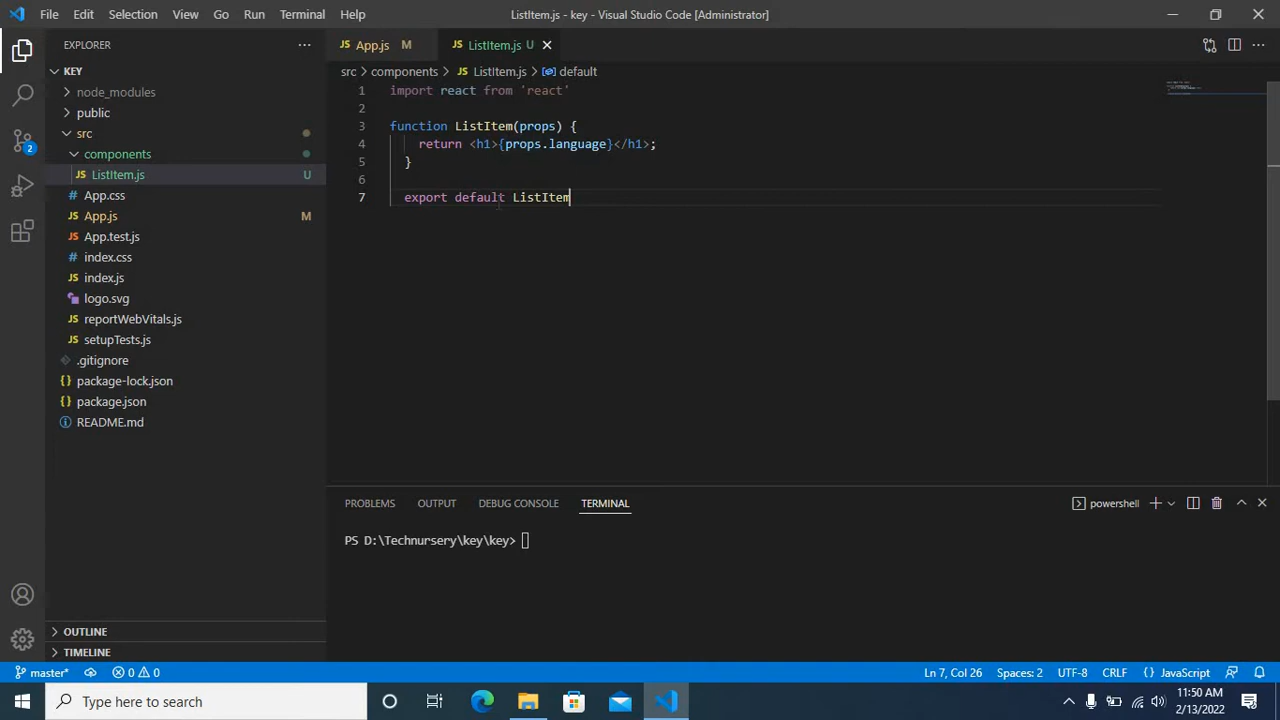 File Edit Selection View Go Run Terminal Help
ListItem.js - key - Visual Studio Code [Administrator]
EXPLORER
KEY
node_modules
public
src
components
JS ListItem.js U
# App.css
JS App.js M
JS App.test.js
# index.css
JS index.js
logo.svg
JS reportWebVitals.js
JS setupTests.js
.gitignore
{} package-lock.json
{} package.json
README.md
OUTLINE
TIMELINE
2
JS App.js M
JS ListItem.js U
src > components > JS ListItem.js > default
1 import react from 'react'
2
3 function ListItem(props) {
4 return <h1>{props.language}</h1>;
5 }
6
7 export default ListItem
PROBLEMS OUTPUT DEBUG CONSOLE TERMINAL
powershell
PS D:\Technursery\key\key>
master* 0 0
Ln 7, Col 26 Spaces: 2 UTF-8 CRLF {} JavaScript
Type here to search
11:50 AM
2/13/2022